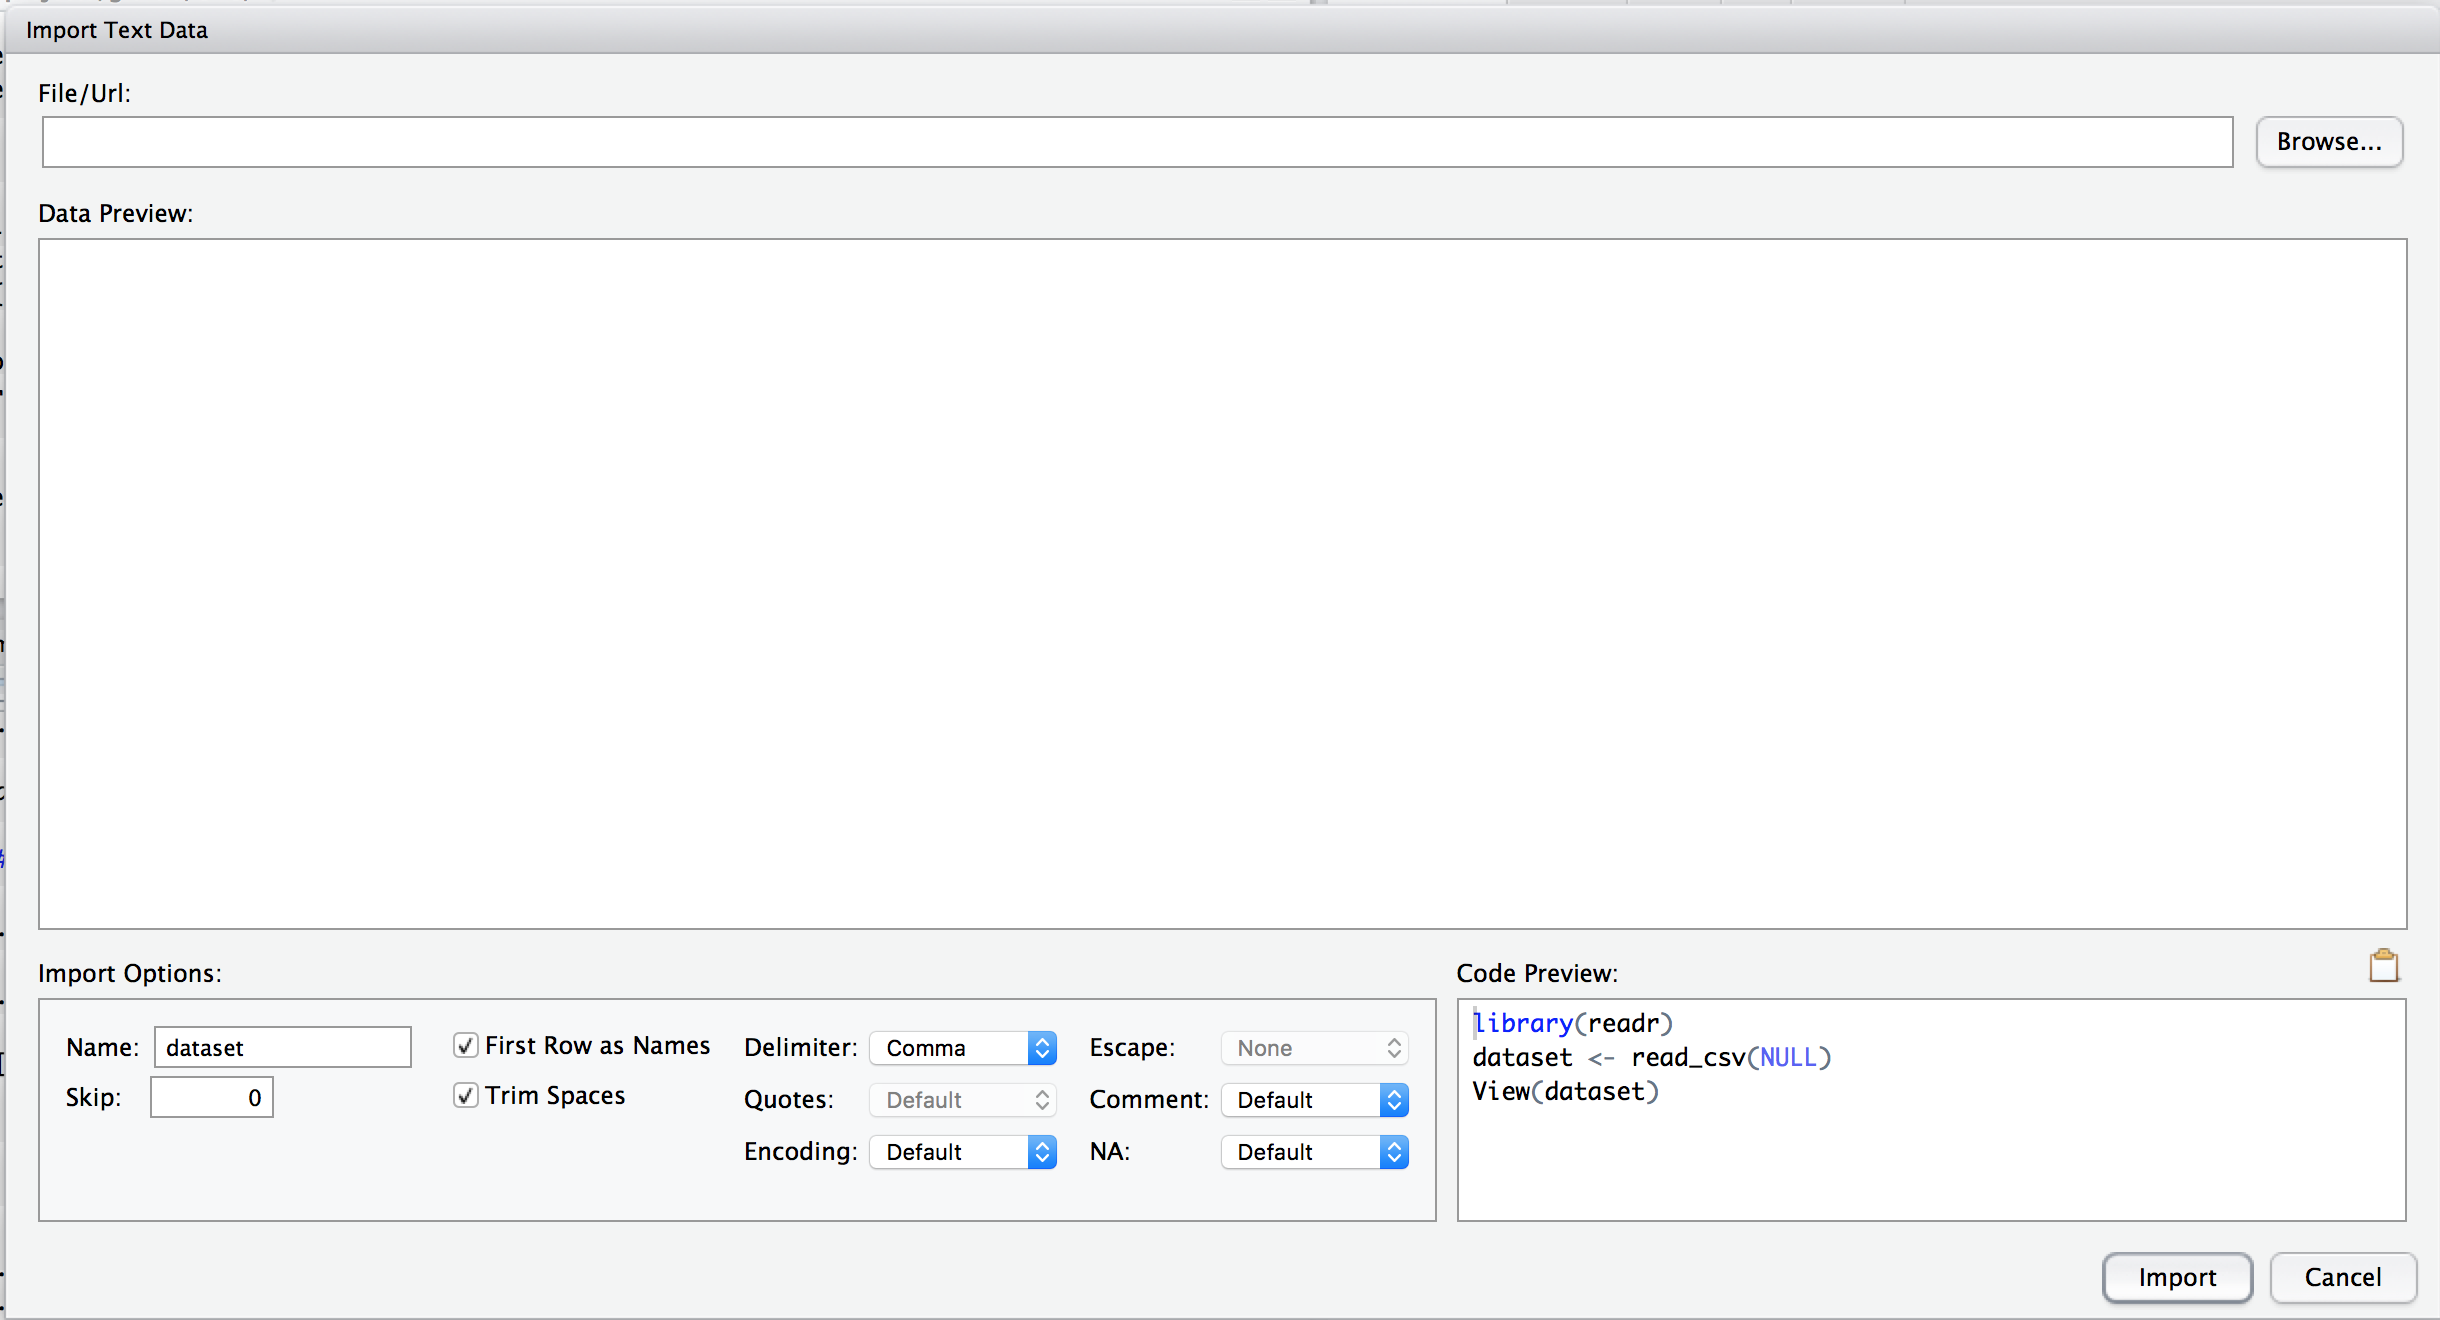 Import Text Data
File/Url:
Browse...
Data Preview:
Import Options:
Name: dataset
Skip: 0
First Row as Names
Trim Spaces
Delimiter: Comma
Quotes: Default
Encoding: Default
Escape: None
Comment: Default
NA: Default
Code Preview:
library(readr)
dataset <- read_csv(NULL)
View(dataset)
Import
Cancel